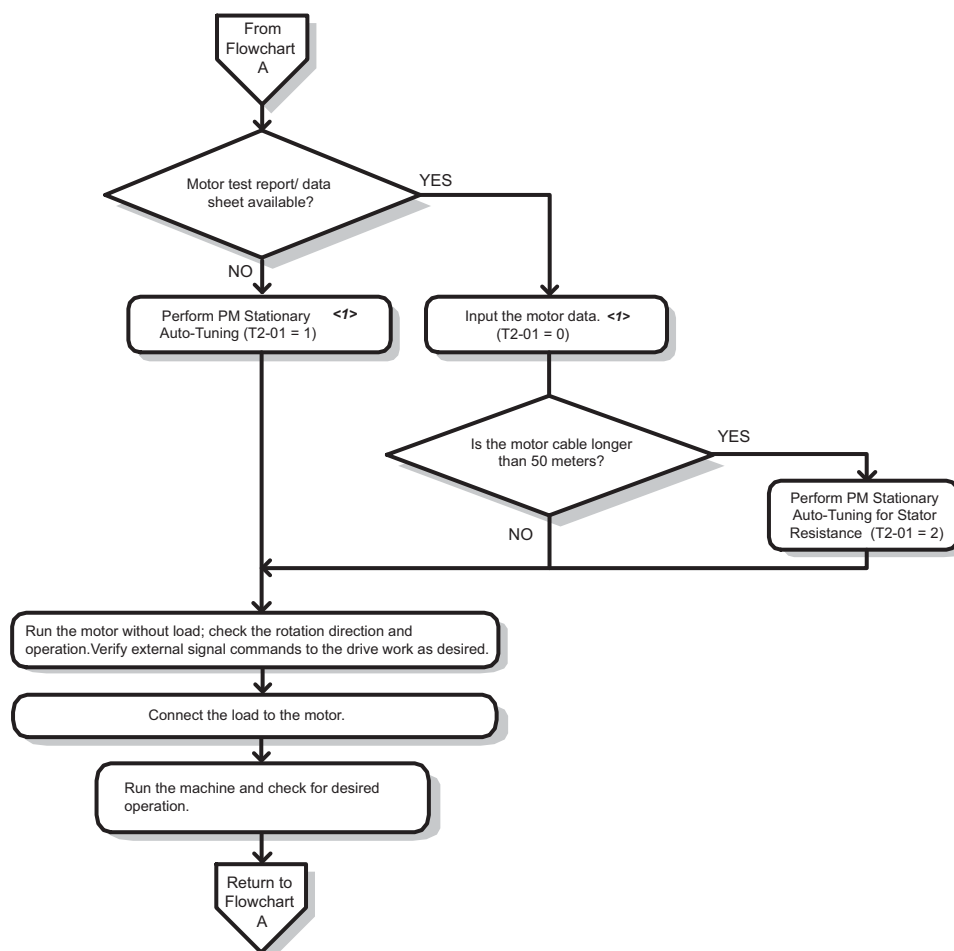 From
Flowchart
A
Motor test report/ data
sheet available?
YES
NO
Perform PM Stationary <1>
Auto-Tuning (T2-01 = 1)
Input the motor data. <1>
(T2-01 = 0)
Is the motor cable longer
than 50 meters?
YES
NO
Perform PM Stationary
Auto-Tuning for Stator
Resistance (T2-01 = 2)
Run the motor without load; check the rotation direction and
operation.Verify external signal commands to the drive work as desired.
Connect the load to the motor.
Run the machine and check for desired
operation.
Return to
Flowchart
A